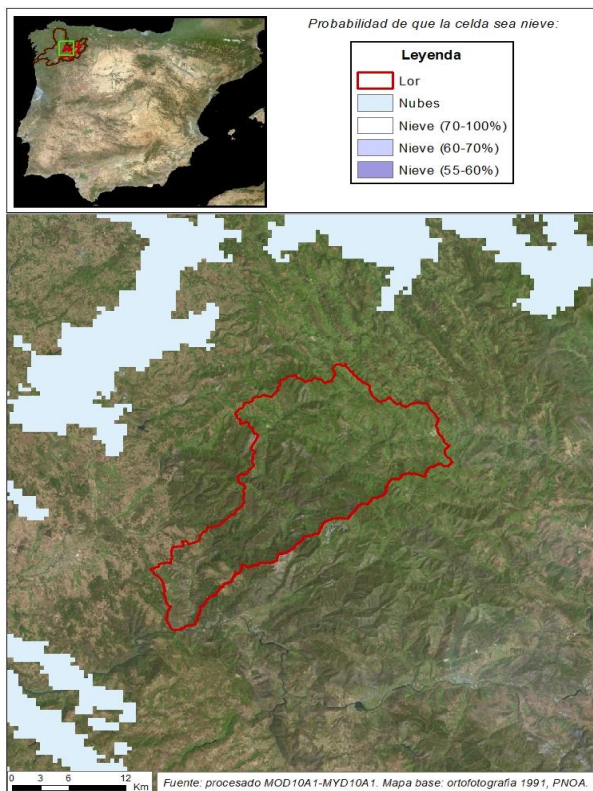 Probabilidad de que la celda sea nieve:
Leyenda
Lor
Nubes
Nieve (70-100%)
Nieve (60-70%)
Nieve (55-60%)
0 3 6 12
Km
Fuente: procesado MOD10A1-MYD10A1. Mapa base: ortofotografía 1991, PNOA.